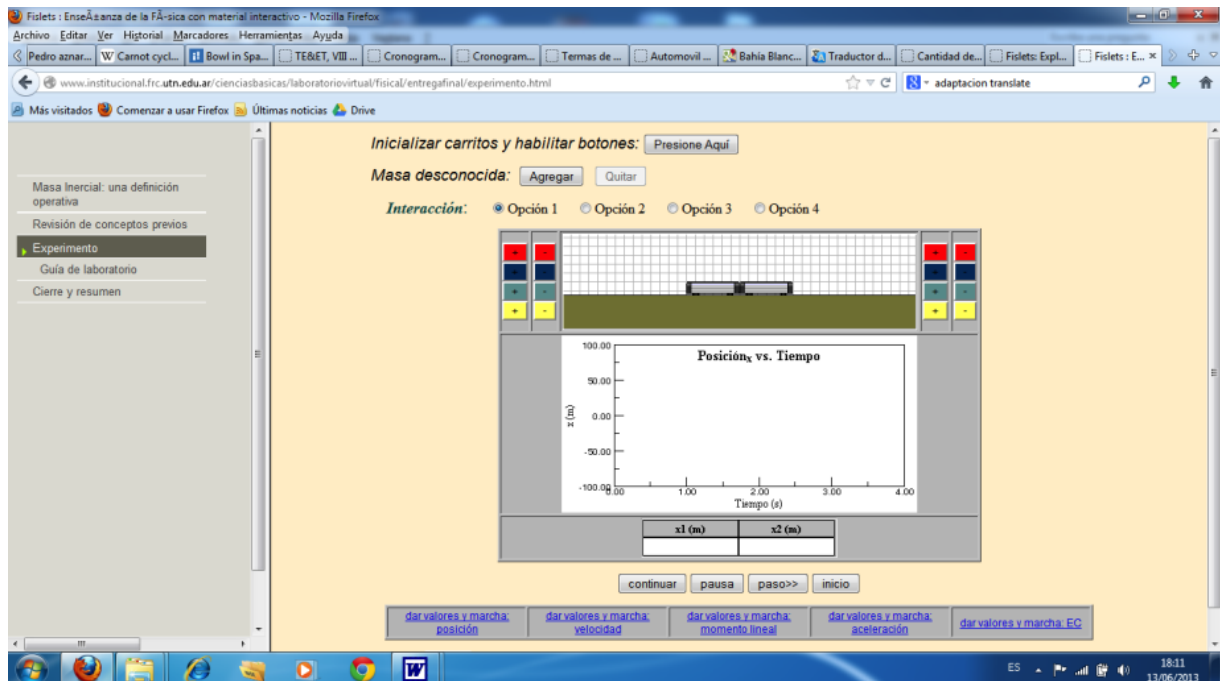 Fislets : EnseÃ±anza de la FÃ­sica con material interactivo - Mozilla Firefox
Archivo Editar Ver Historial Marcadores Herramientas Ayuda
Pedro aznar... W Carnot cycl... Bowl in Spa... TE&ET, VIII ... Cronogram... Cronogram... Termas de ... Automovil ... Bahía Blanc... Traductor d... Cantidad de... Fislets: Expl... Fislets : E... ×
www.institucional.frc.utn.edu.ar/cienciasbasicas/laboratoriovirtual/fisical/entregafinal/experimento.html
adaptacion translate
Más visitados Comenzar a usar Firefox Últimas noticias Drive
Masa Inercial: una definición
operativa
Revisión de conceptos previos
Experimento
Guía de laboratorio
Cierre y resumen
Inicializar carritos y habilitar botones: Presione Aquí
Masa desconocida: Agregar Quitar
Interacción: Opción 1 Opción 2 Opción 3 Opción 4
+ - + -
+ - + -
+ - + -
+ - + -
Posiciónx vs. Tiempo
100.00
50.00
0.00
-50.00
-100.00
x (m)
0.00 1.00 2.00 3.00 4.00
Tiempo (s)
x1 (m) x2 (m)
continuar pausa paso>> inicio
dar valores y marcha: posición
dar valores y marcha: velocidad
dar valores y marcha: momento lineal
dar valores y marcha: aceleración
dar valores y marcha: EC
W
ES
18:11
13/06/2013